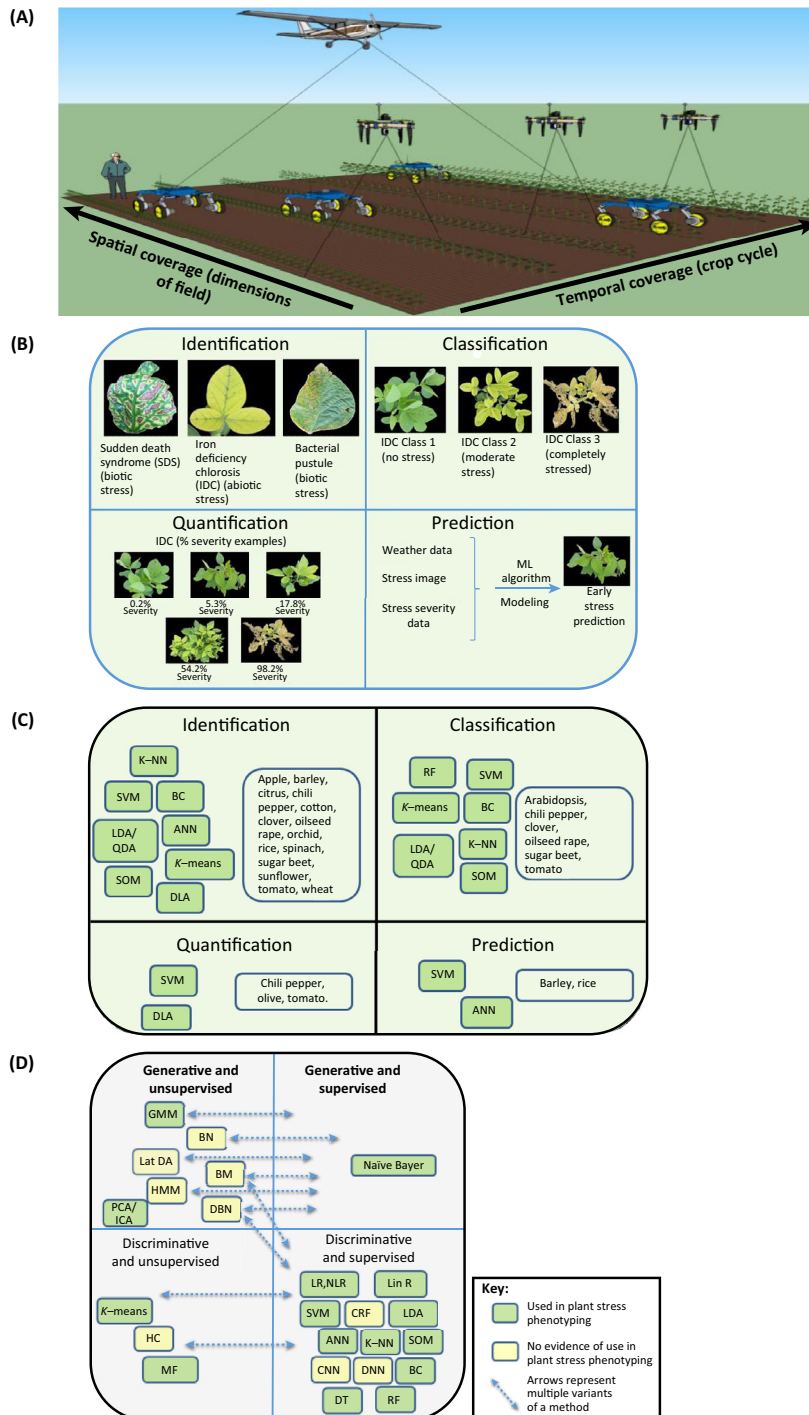 (A)
Spatial coverage (dimensions
of field)
Temporal coverage (crop cycle)
(B)
Identification
Sudden death
syndrome (SDS)
(biotic
stress)
Iron
deficiency
chlorosis
(IDC) (abiotic
stress)
Bacterial
pustule
(biotic
stress)
Classification
IDC Class 1
(no stress)
IDC Class 2
(moderate
stress)
IDC Class 3
(completely
stressed)
Quantification
IDC (% severity examples)
0.2%
Severity
5.3%
Severity
17.8%
Severity
54.2%
Severity
98.2%
Severity
Prediction
Weather data
Stress image
Stress severity
data
ML
algorithm
Modeling
Early
stress
prediction
(C)
Identification
K–NN
SVM
BC
LDA/
QDA
ANN
K–means
SOM
DLA
Apple, barley,
citrus, chili
pepper, cotton,
clover, oilseed
rape, orchid,
rice, spinach,
sugar beet,
sunflower,
tomato, wheat
Classification
RF
SVM
K–means
BC
LDA/
QDA
K–NN
SOM
Arabidopsis,
chili pepper,
clover,
oilseed rape,
sugar beet,
tomato
Quantification
SVM
DLA
Chili pepper,
olive, tomato.
Prediction
SVM
ANN
Barley, rice
(D)
Generative and
unsupervised
GMM
BN
Lat DA
BM
HMM
PCA/
ICA
DBN
Generative and
supervised
Naïve Bayer
Discriminative
and unsupervised
K–means
HC
MF
Discriminative
and supervised
LR,NLR
Lin R
SVM
CRF
LDA
ANN
K–NN
SOM
CNN
DNN
BC
DT
RF
Key:
Used in plant stress
phenotyping
No evidence of use in
plant stress phenotyping
Arrows represent
multiple variants
of a method